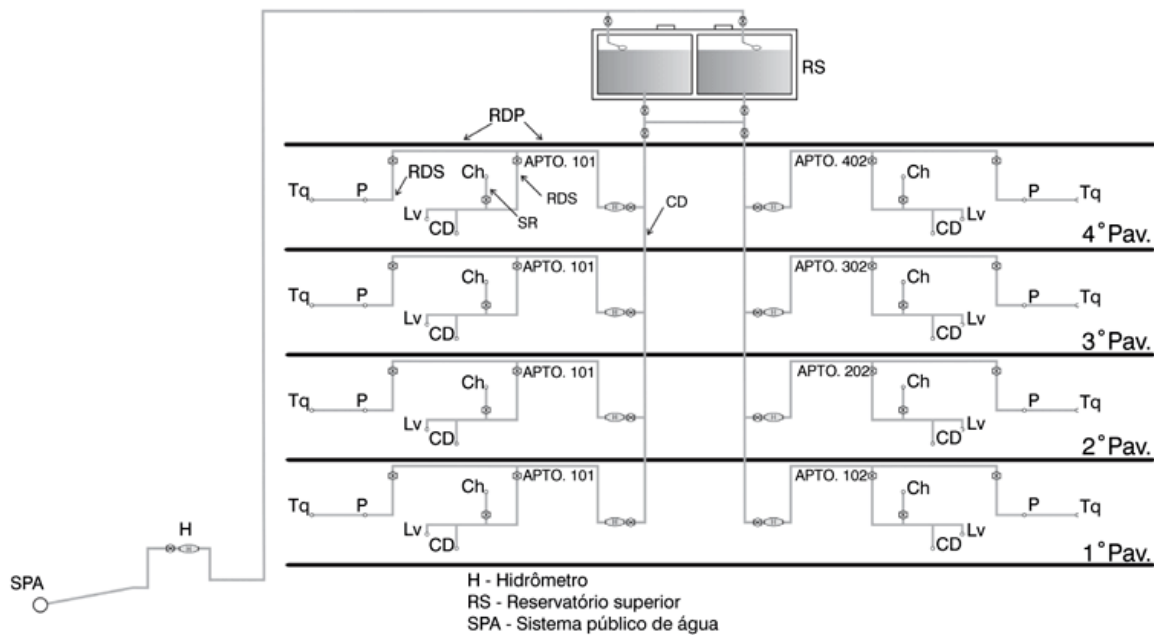 RS
RDP
APTO. 101
APTO. 402
RDS
Ch
Ch
Tq
P
RDS
CD
P
Tq
Lv
SR
Lv
CD
CD
4°Pav.
APTO. 101
APTO. 302
Ch
Ch
Tq
P
P
Tq
Lv
Lv
CD
CD
3°Pav.
APTO. 101
APTO. 202
Ch
Ch
Tq
P
P
Tq
Lv
Lv
CD
CD
2°Pav.
APTO. 101
APTO. 102
Ch
Ch
Tq
P
P
Tq
H
Lv
Lv
CD
CD
1°Pav.
SPA
H - Hidrômetro
RS - Reservatório superior
SPA - Sistema público de água